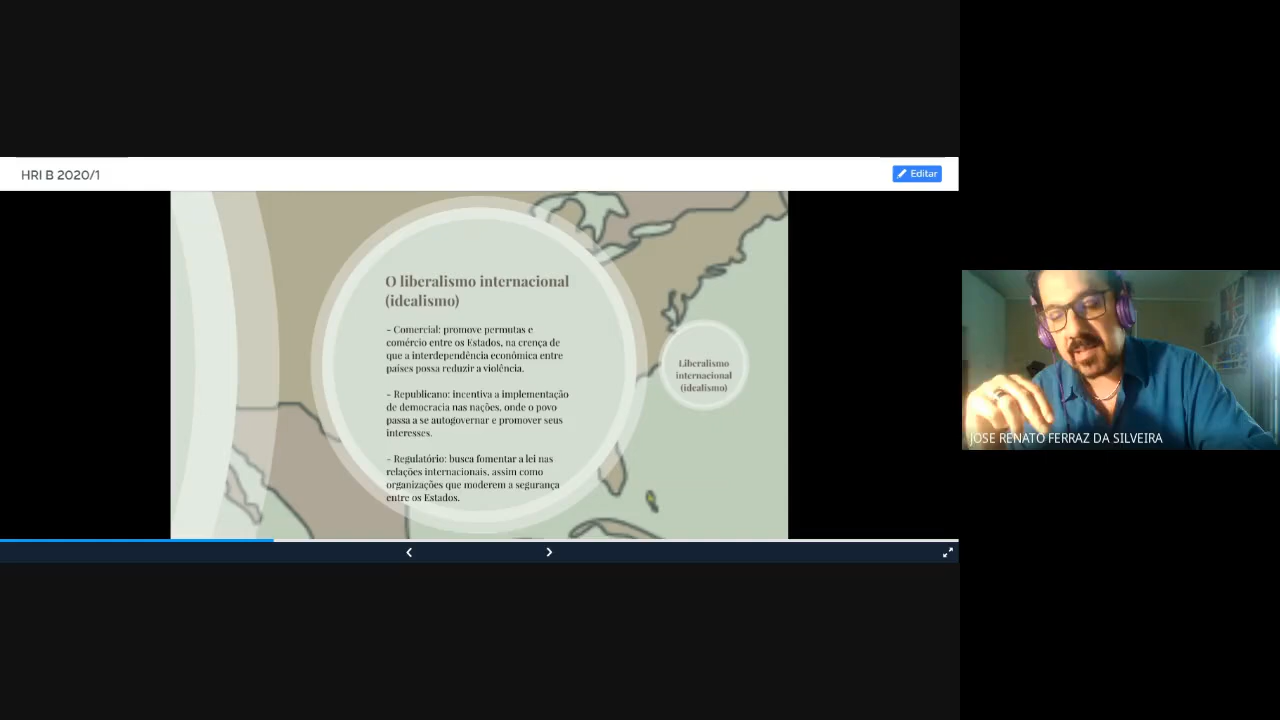 HRI B 2020/1
Editar
O liberalismo internacional
(idealismo)
- Comercial: promove permutas e
comércio entre os Estados, na crença de
que a interdependência econômica entre
países possa reduzir a violência.
- Republicano: incentiva a implementação
de democracia nas nações, onde o povo
passa a se autogovernar e promover seus
interesses.
- Regulatório: busca fomentar a lei nas
relações internacionais, assim como
organizações que moderem a segurança
entre os Estados.
Liberalismo
internacional
(idealismo)
JOSE RENATO FERRAZ DA SILVEIRA